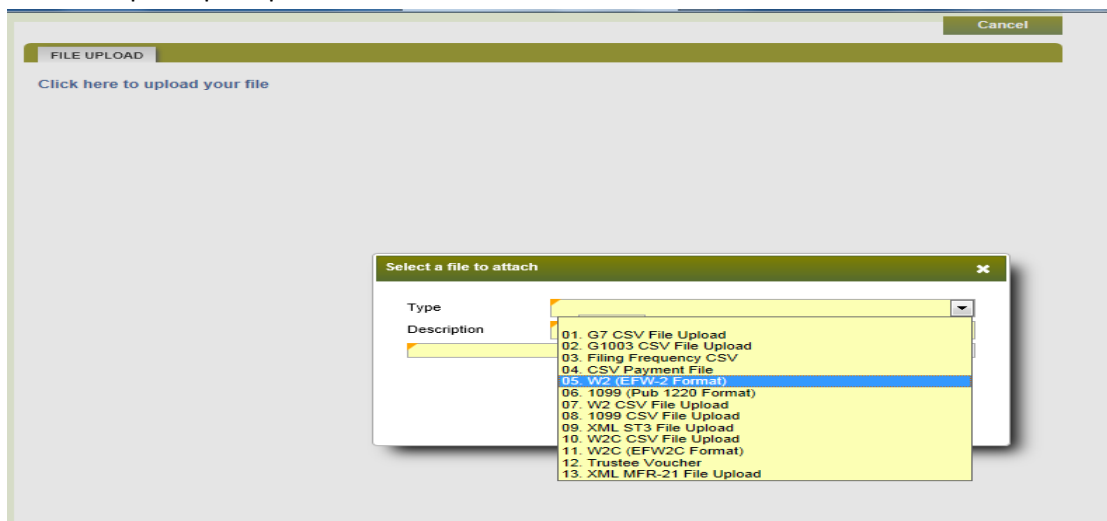 Cancel
FILE UPLOAD
Click here to upload your file
Select a file to attach
Type
Description
01. G7 CSV File Upload
02. G1003 CSV File Upload
03. Filing Frequency CSV
04. CSV Payment File
05. W2 (EFW-2 Format)
06. 1099 (Pub 1220 Format)
07. W2 CSV File Upload
08. 1099 CSV File Upload
09. XML ST3 File Upload
10. W2C CSV File Upload
11. W2C (EFW2C Format)
12. Trustee Voucher
13. XML MFR-21 File Upload